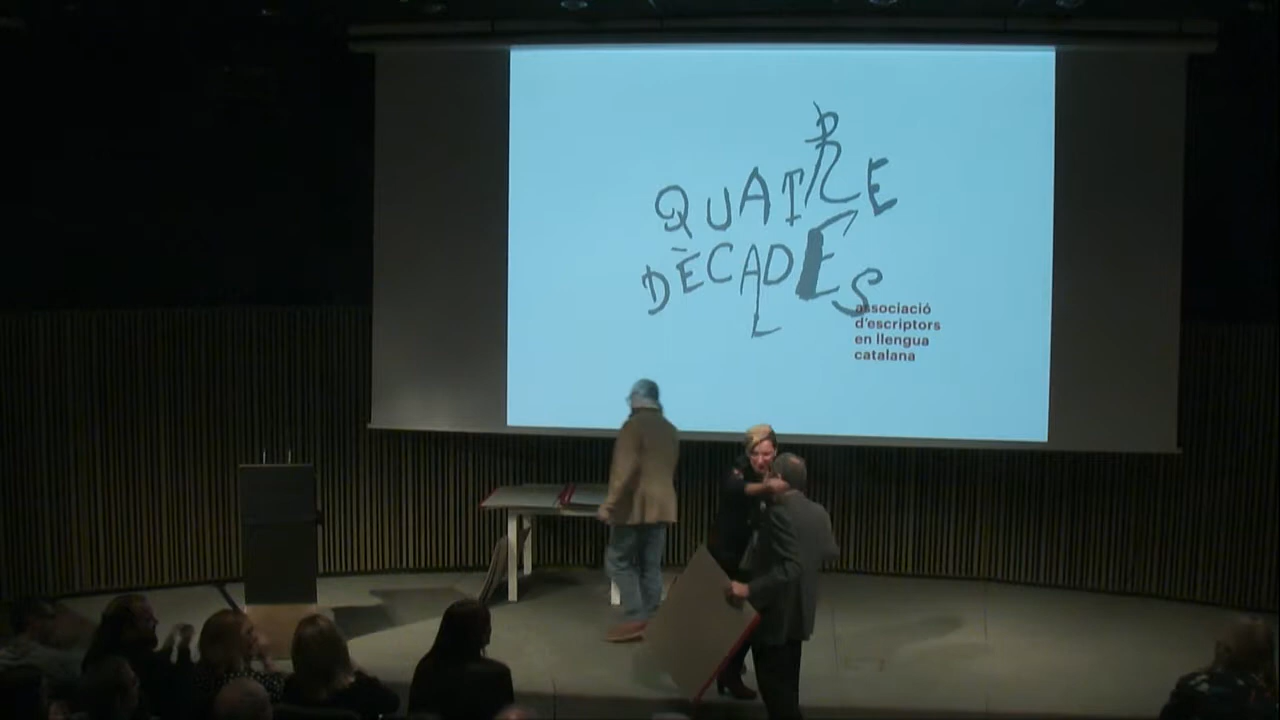 QUATRE
DÈCADES
associació
d'escriptors
en llengua
catalana